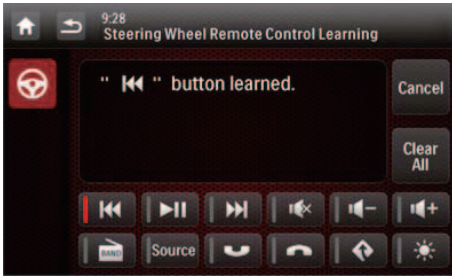 9:28
Steering Wheel Remote Control Learning
" ⏮ " button learned.
Cancel
Clear
All
BAND
Source